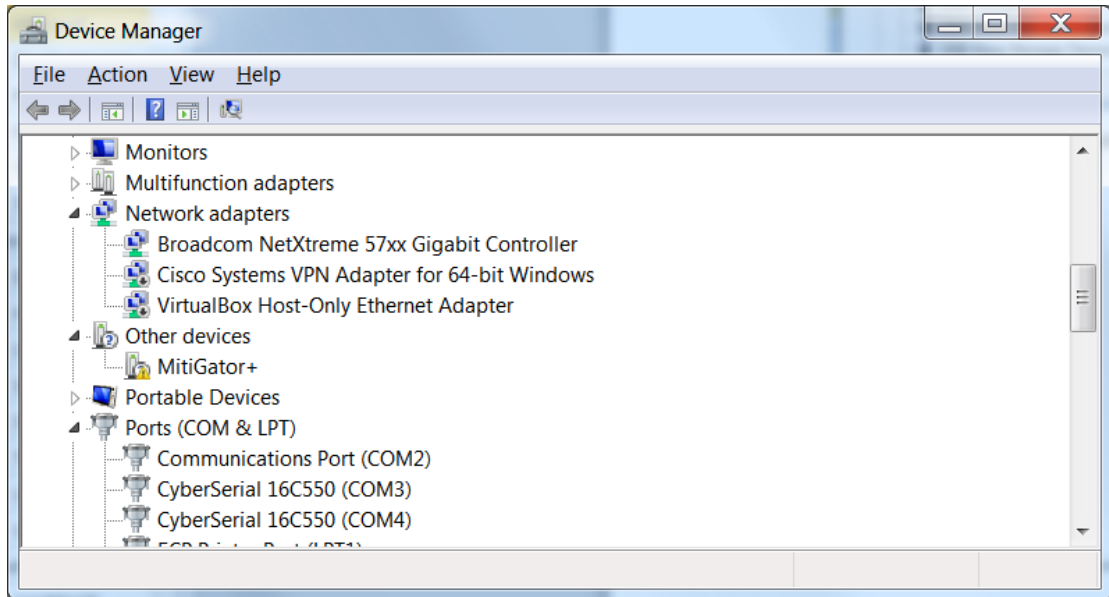 Device Manager
File Action View Help
Monitors
Multifunction adapters
Network adapters
Broadcom NetXtreme 57xx Gigabit Controller
Cisco Systems VPN Adapter for 64-bit Windows
VirtualBox Host-Only Ethernet Adapter
Other devices
MitiGator+
Portable Devices
Ports (COM & LPT)
Communications Port (COM2)
CyberSerial 16C550 (COM3)
CyberSerial 16C550 (COM4)